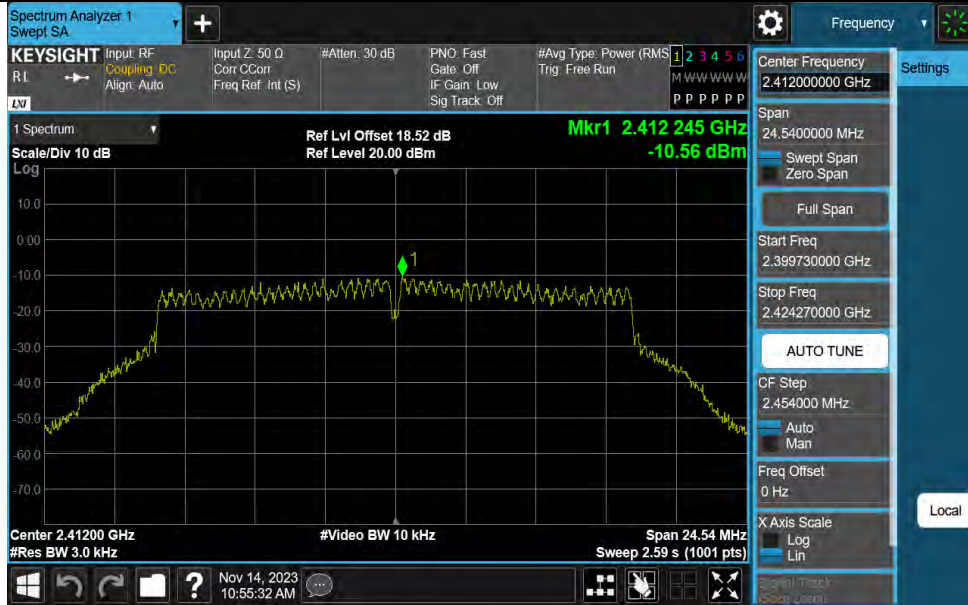 Spectrum Analyzer 1
Swept SA
Frequency
KEYSIGHT
RL
LXI
Input: RF
Coupling: DC
Align: Auto
Input Z: 50 Ω
Corr CCorr
Freq Ref: Int (S)
#Atten: 30 dB
PNO: Fast
Gate: Off
IF Gain: Low
Sig Track: Off
#Avg Type: Power (RMS
Trig: Free Run
1 2 3 4 5 6
M W W W W W
P P P P P P
1 Spectrum
Scale/Div 10 dB
Log
Ref Lvl Offset 18.52 dB
Ref Level 20.00 dBm
Mkr1 2.412 245 GHz
-10.56 dBm
10.0
0.00
-10.0
-20.0
-30.0
-40.0
-50.0
-60.0
-70.0
1
Center 2.41200 GHz
#Res BW 3.0 kHz
#Video BW 10 kHz
Span 24.54 MHz
Sweep 2.59 s (1001 pts)
Nov 14, 2023
10:55:32 AM
Center Frequency
2.412000000 GHz
Span
24.5400000 MHz
Swept Span
Zero Span
Full Span
Start Freq
2.399730000 GHz
Stop Freq
2.424270000 GHz
AUTO TUNE
CF Step
2.454000 MHz
Auto
Man
Freq Offset
0 Hz
X Axis Scale
Log
Lin
Signal Track
(Span Zoom)
Settings
Local